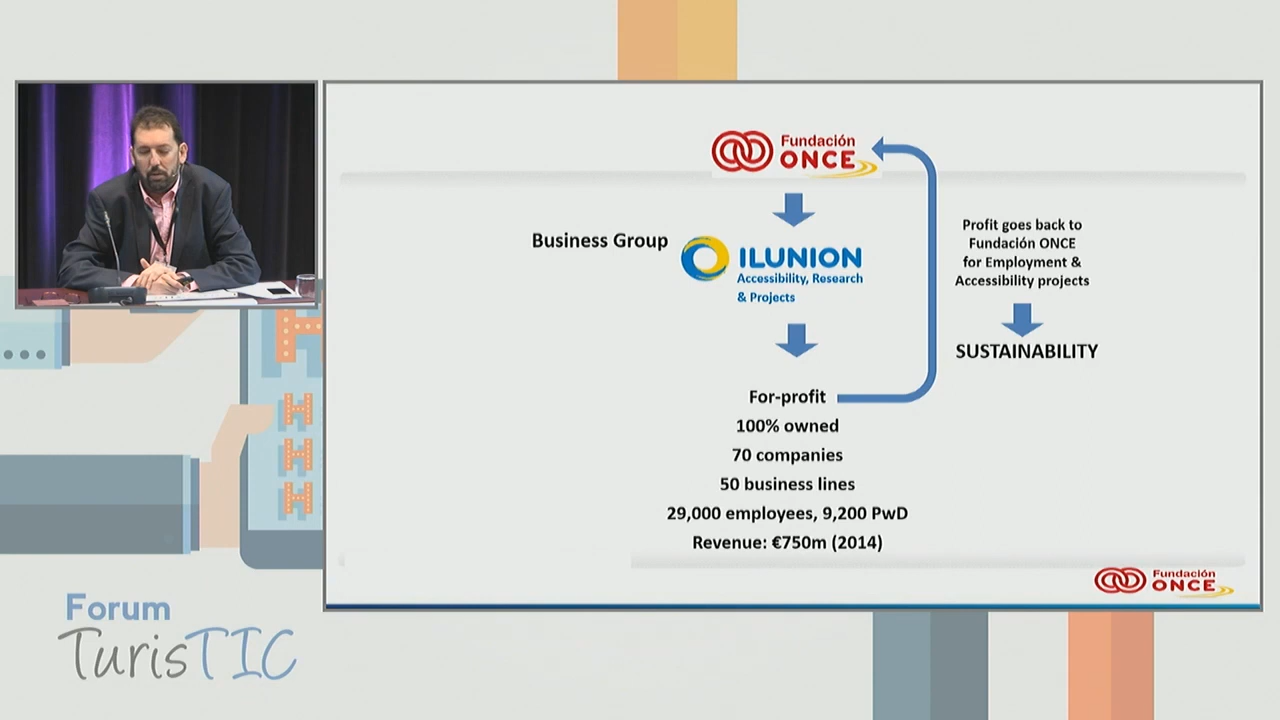 Fundación
ONCE
Business Group
ILUNION
Accessibility, Research
& Projects
Profit goes back to
Fundación ONCE
for Employment &
Accessibility projects
SUSTAINABILITY
For-profit
100% owned
70 companies
50 business lines
29,000 employees, 9,200 PwD
Revenue: €750m (2014)
Fundación
ONCE
H
H
H
H
Forum
TurisTIC